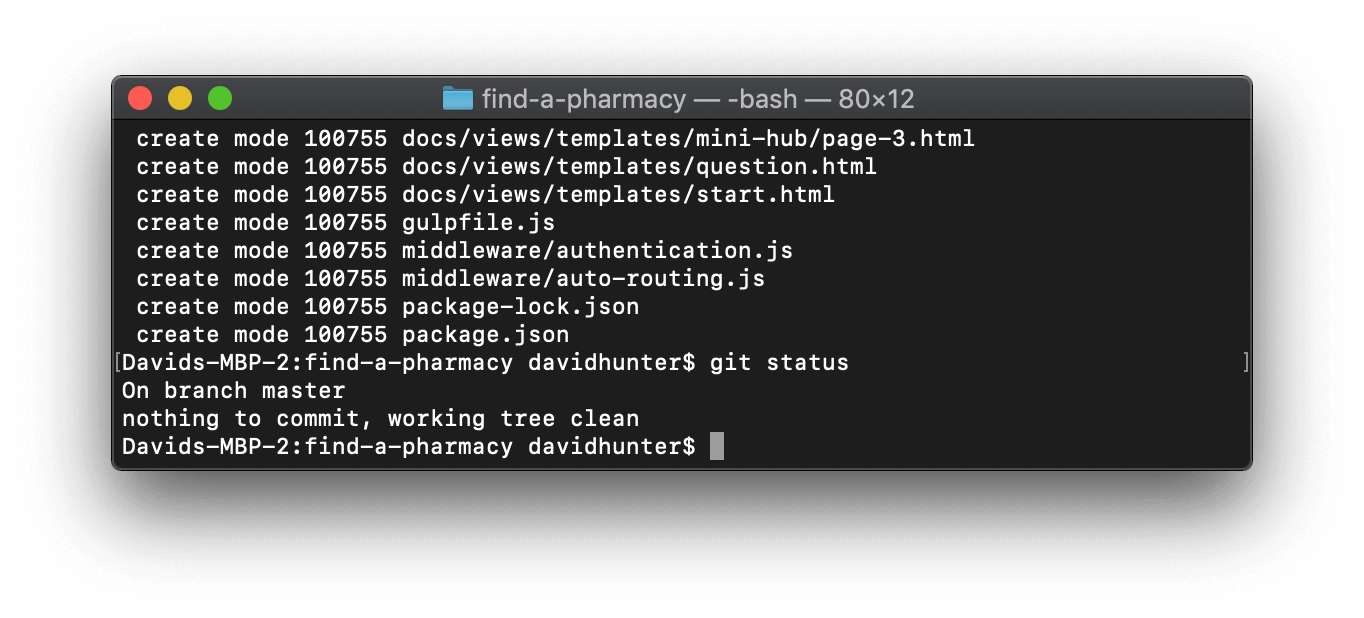 find-a-pharmacy — -bash — 80×12
create mode 100755 docs/views/templates/mini-hub/page-3.html
create mode 100755 docs/views/templates/question.html
create mode 100755 docs/views/templates/start.html
create mode 100755 gulpfile.js
create mode 100755 middleware/authentication.js
create mode 100755 middleware/auto-routing.js
create mode 100755 package-lock.json
create mode 100755 package.json
[Davids-MBP-2:find-a-pharmacy davidhunter$ git status ]
On branch master
nothing to commit, working tree clean
Davids-MBP-2:find-a-pharmacy davidhunter$